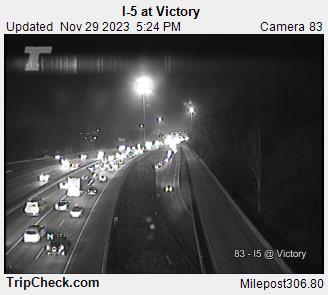 I-5 at Victory
Updated Nov 29 2023 5:24 PM Camera 83
T
83 - I5 @ Victory
TripCheck.com Milepost306.80